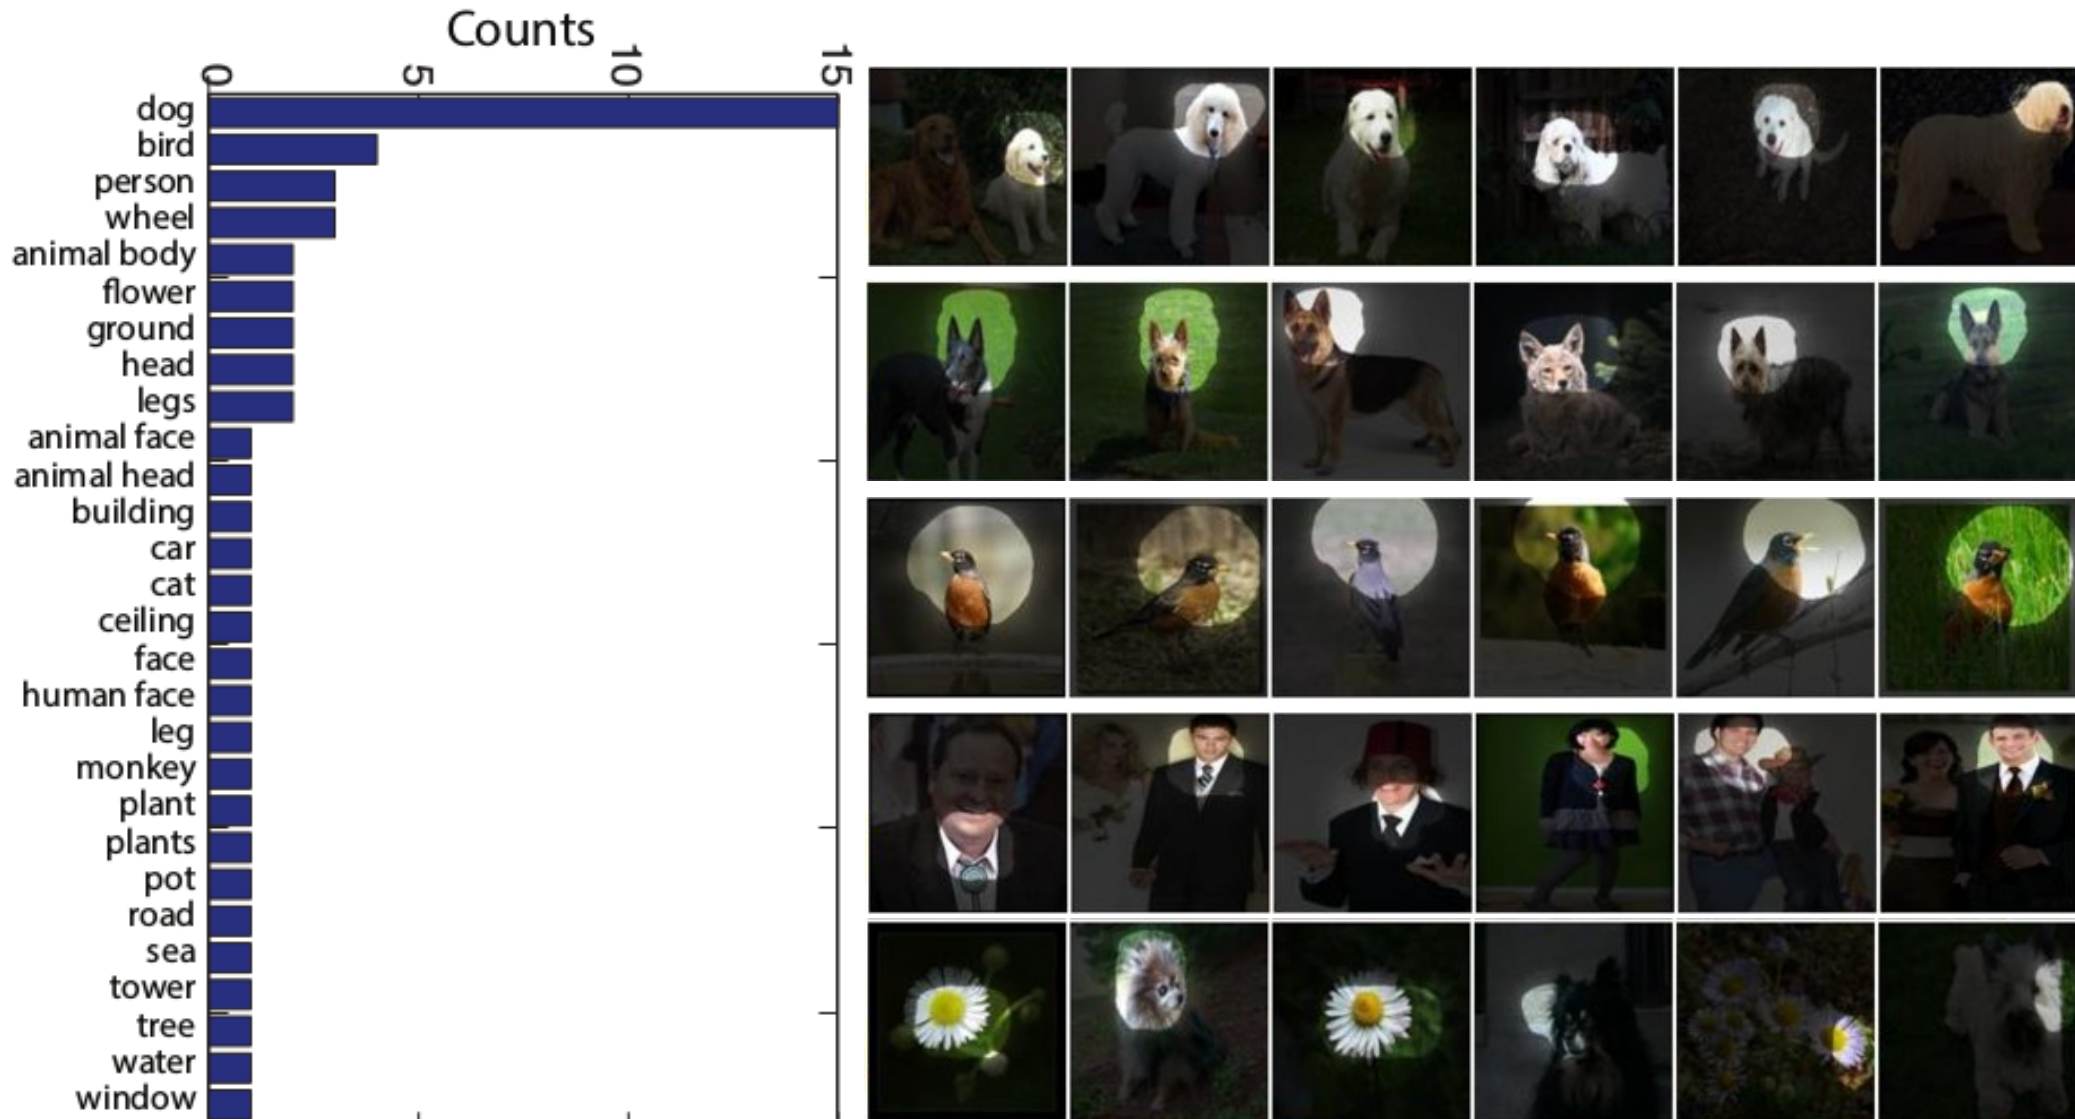 Counts
0 5 10 15
dog
bird
person
wheel
animal body
flower
ground
head
legs
animal face
animal head
building
car
cat
ceiling
face
human face
leg
monkey
plant
plants
pot
road
sea
tower
tree
water
window